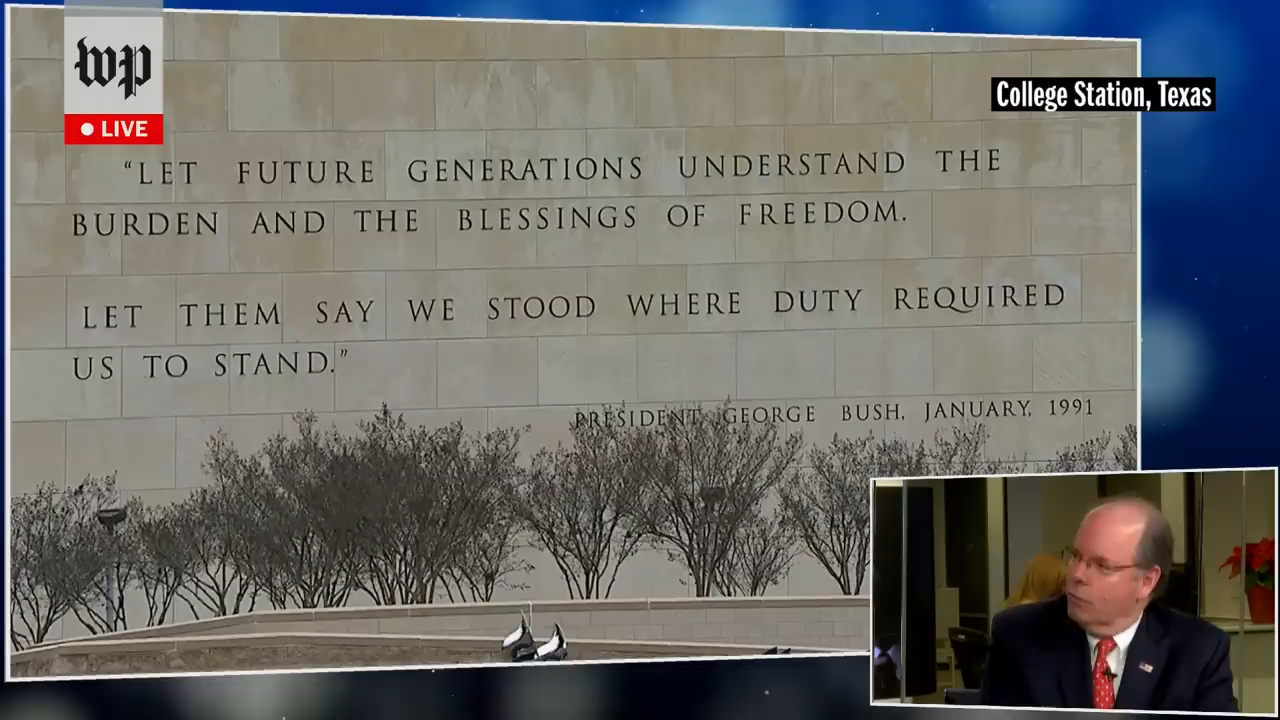 wp
LIVE
College Station, Texas
“LET FUTURE GENERATIONS UNDERSTAND THE
BURDEN AND THE BLESSINGS OF FREEDOM.
LET THEM SAY WE STOOD WHERE DUTY REQUIRED
US TO STAND.”
PRESIDENT GEORGE BUSH, JANUARY, 1991